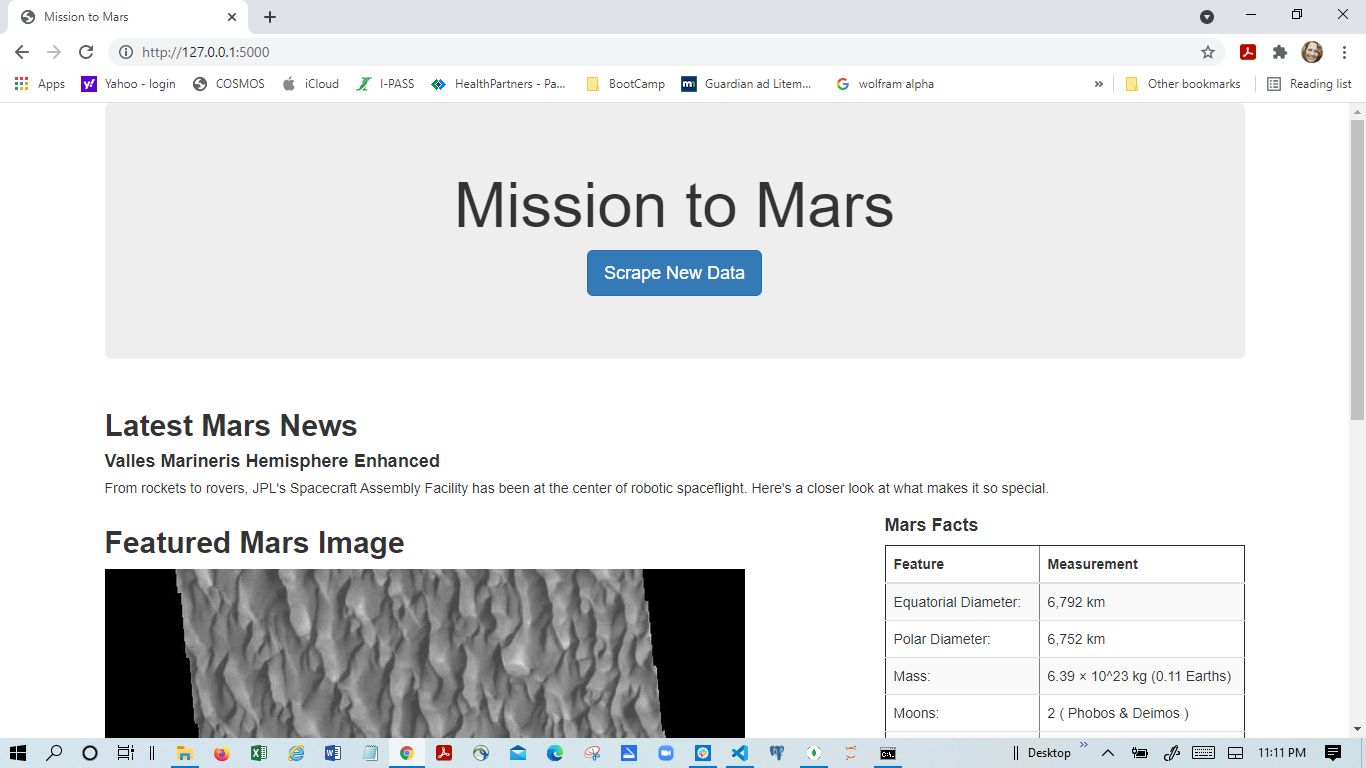 Mission to Mars
http://127.0.0.1:5000
Apps Yahoo - login COSMOS iCloud I-PASS HealthPartners - Pa... BootCamp Guardian ad Litem... wolfram alpha » Other bookmarks Reading list
Mission to Mars
Scrape New Data
Latest Mars News
Valles Marineris Hemisphere Enhanced
From rockets to rovers, JPL's Spacecraft Assembly Facility has been at the center of robotic spaceflight. Here's a closer look at what makes it so special.
Featured Mars Image
Mars Facts
Feature Measurement
Equatorial Diameter: 6,792 km
Polar Diameter: 6,752 km
Mass: 6.39 × 10^23 kg (0.11 Earths)
Moons: 2 ( Phobos & Deimos )
Desktop » 11:11 PM